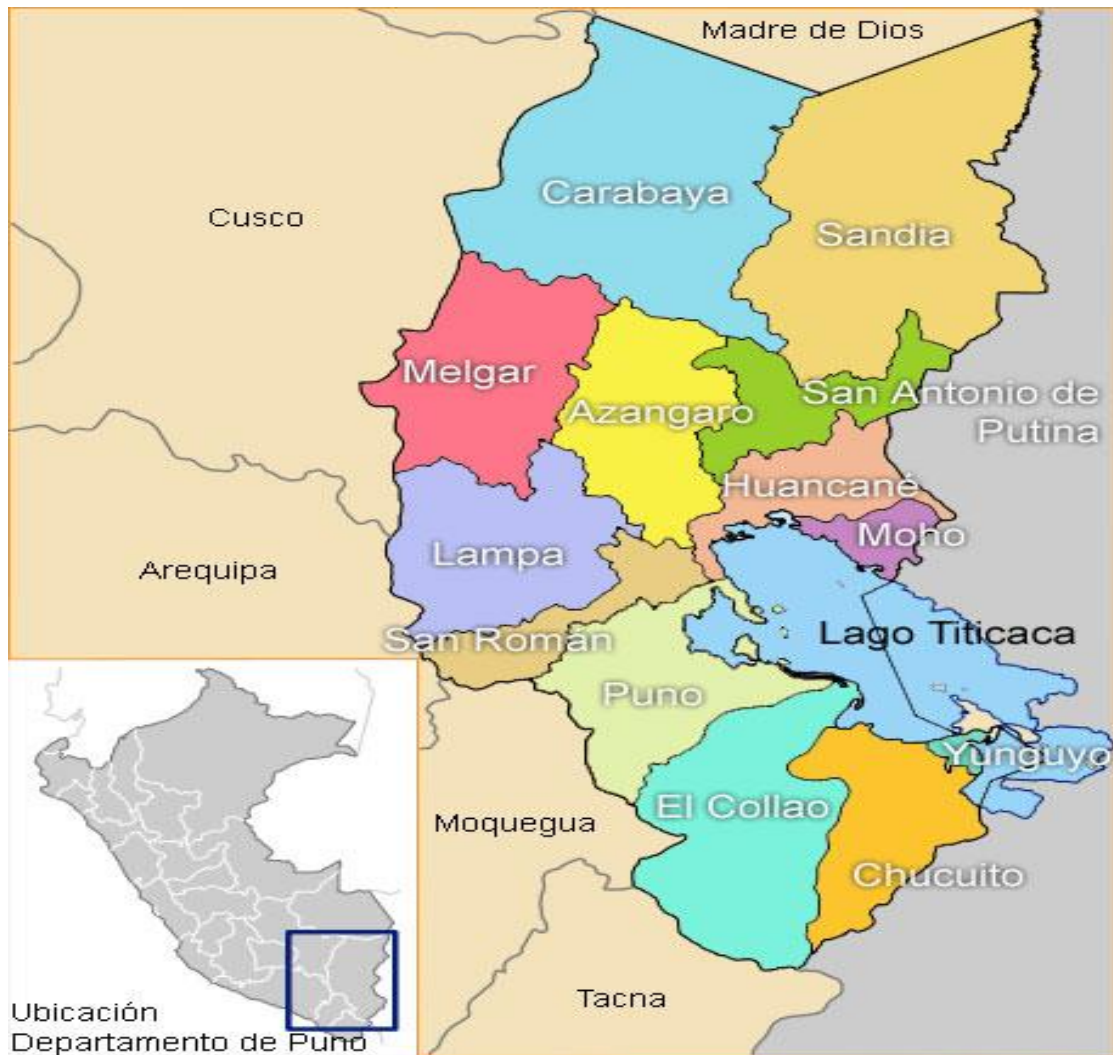 Madre de Dios
Carabaya
Cusco
Sandia
Melgar
Azangaro
San Antonio de
Putina
Huancané
Moho
Lampa
Arequipa
San Román
Lago Titicaca
Puno
Yunguyo
El Collao
Moquegua
Chucuito
Tacna
Ubicación
Departamento de Puno